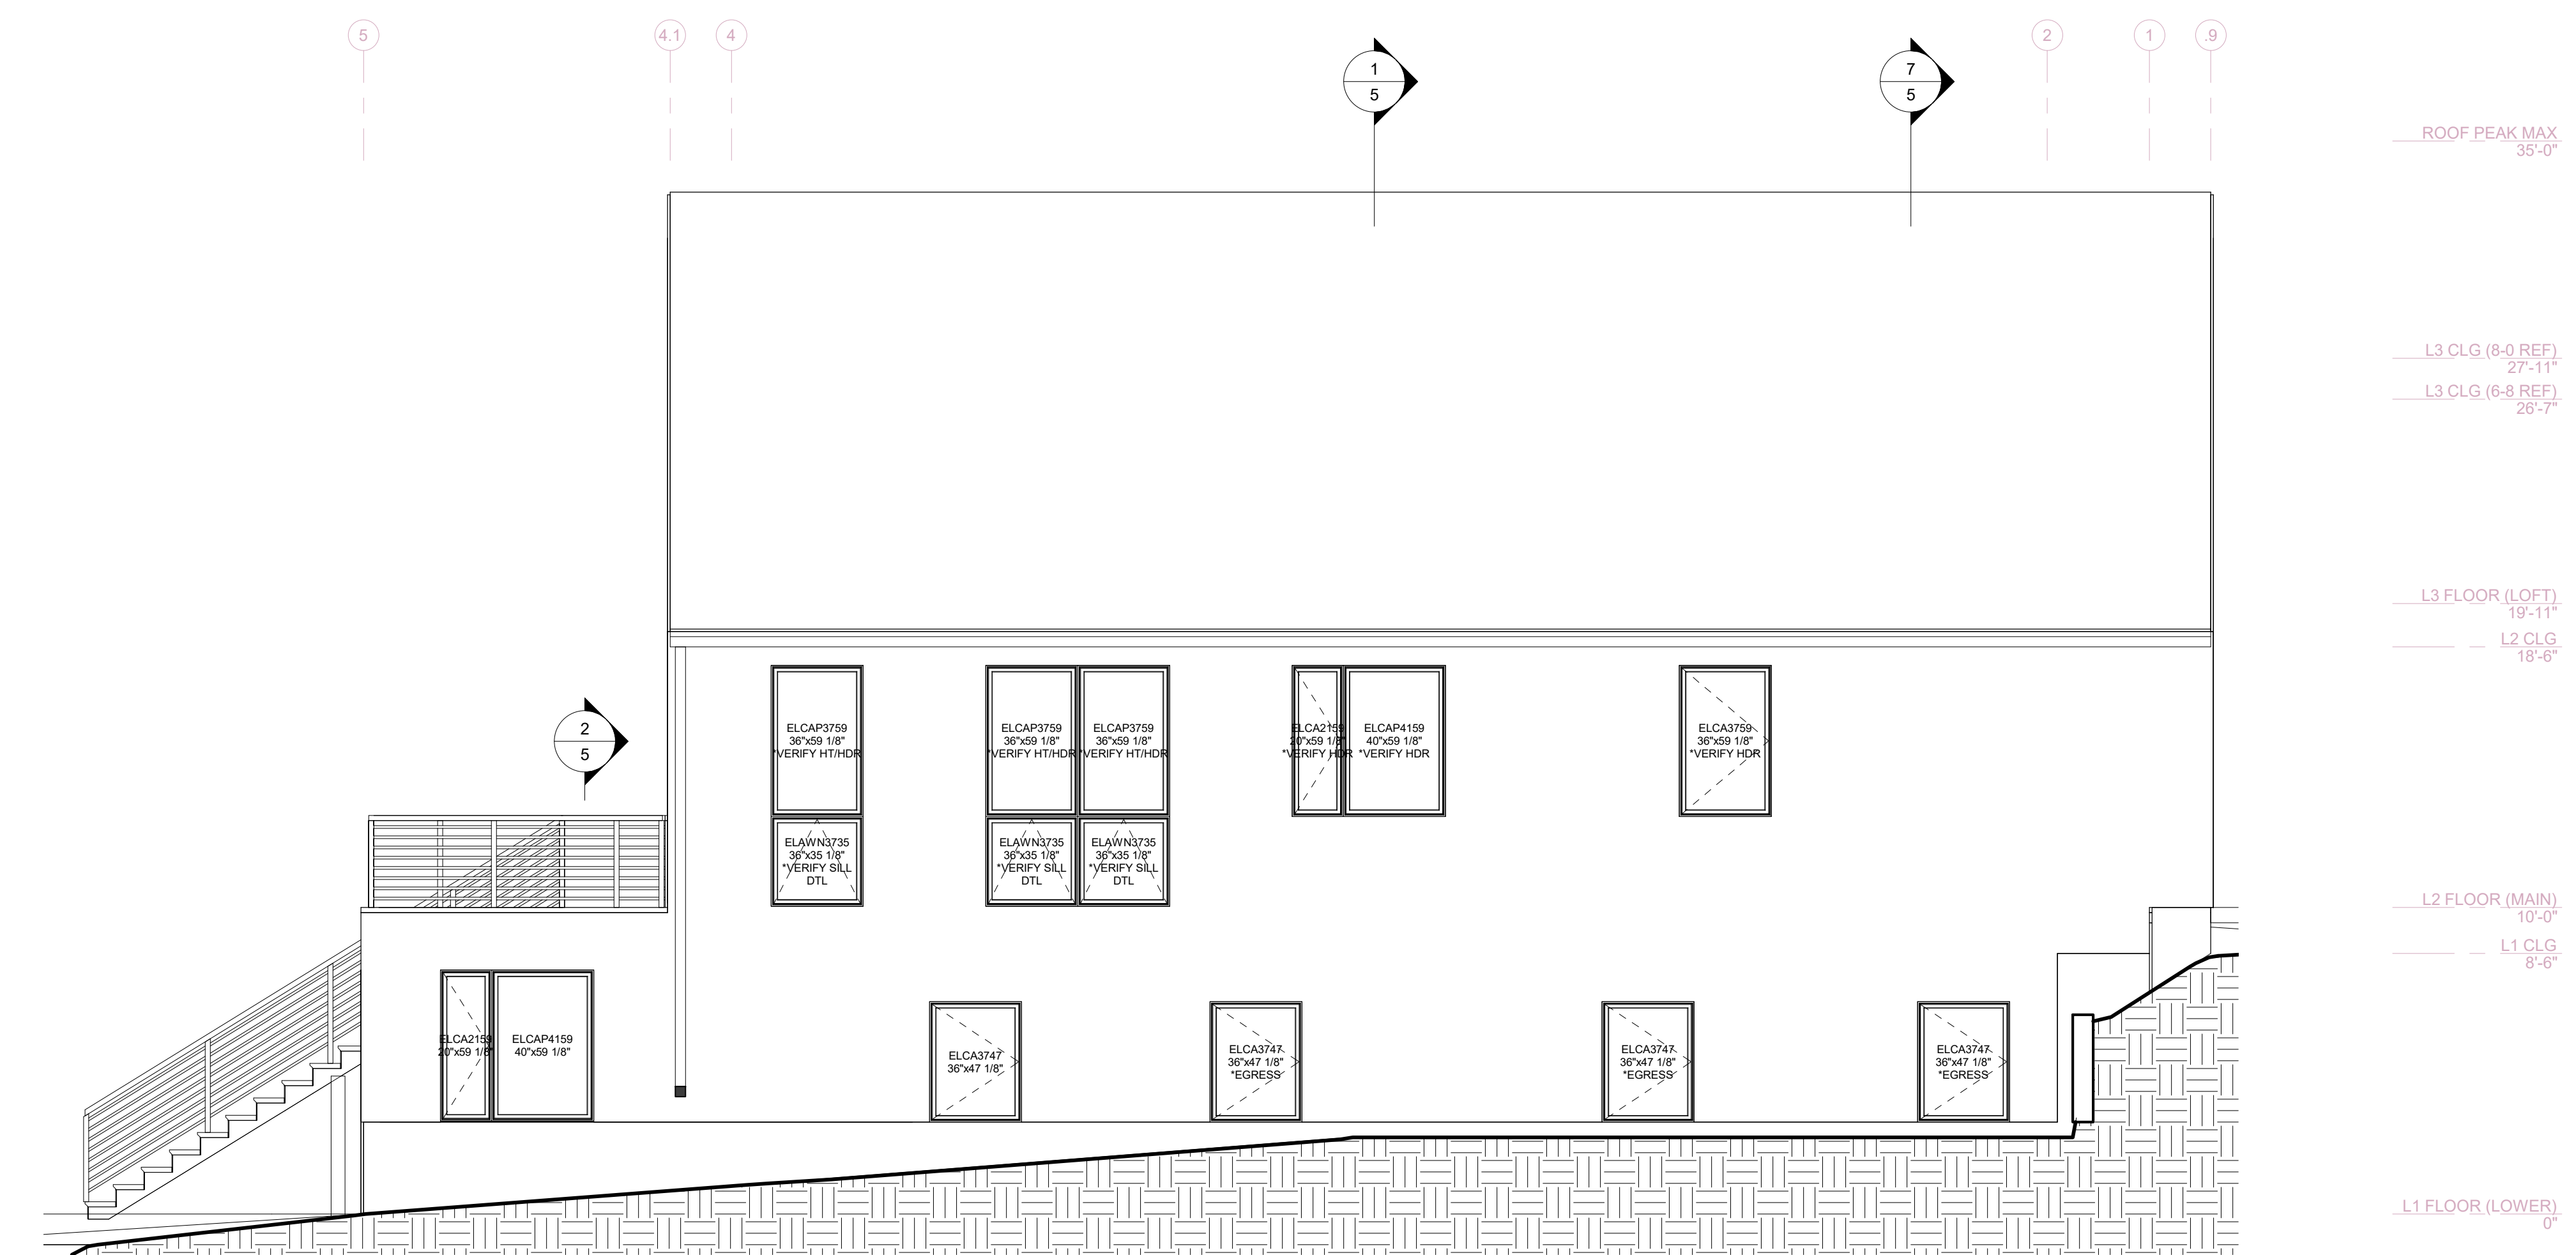 5
4.1
4
1
5
7
5
2
1
.9
ROOF PEAK MAX
35'-0"
L3 CLG (8-0 REF)
27'-11"
L3 CLG (6-8 REF)
26'-7"
L3 FLOOR (LOFT)
19'-11"
L2 CLG
18'-6"
ELCAP3759
36"x59 1/8"
*VERIFY HT/HDR
ELCAP3759
36"x59 1/8"
*VERIFY HT/HDR
ELCAP3759
36"x59 1/8"
*VERIFY HT/HDR
ELCA2159
20"x59 1/8"
*VERIFY HDR
ELCAP4159
40"x59 1/8"
*VERIFY HDR
ELCA3759
36"x59 1/8"
*VERIFY HDR
2
5
ELAWN3735
36"x35 1/8"
*VERIFY SILL
DTL
ELAWN3735
36"x35 1/8"
*VERIFY SILL
DTL
ELAWN3735
36"x35 1/8"
*VERIFY SILL
DTL
L2 FLOOR (MAIN)
10'-0"
L1 CLG
8'-6"
ELCA2159
20"x59 1/8"
ELCAP4159
40"x59 1/8"
ELCA3747
36"x47 1/8"
ELCA3747
36"x47 1/8"
*EGRESS
ELCA3747
36"x47 1/8"
*EGRESS
ELCA3747
36"x47 1/8"
*EGRESS
L1 FLOOR (LOWER)
0"